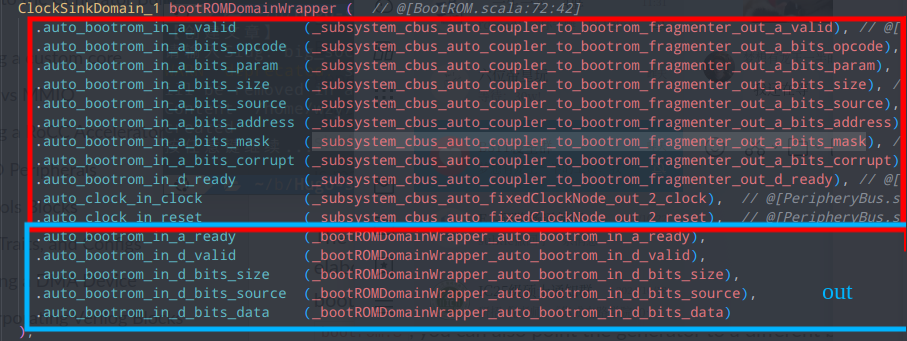 ClockSinkDomain_1 bootROMDomainWrapper (  // @[BootROM.scala:72:42]
.auto_bootrom_in_a_valid (_subsystem_cbus_auto_coupler_to_bootrom_fragmenter_out_a_valid), // @[
.auto_bootrom_in_a_bits_opcode (_subsystem_cbus_auto_coupler_to_bootrom_fragmenter_out_a_bits_opcode),
.auto_bootrom_in_a_bits_param (_subsystem_cbus_auto_coupler_to_bootrom_fragmenter_out_a_bits_param),
.auto_bootrom_in_a_bits_size (_subsystem_cbus_auto_coupler_to_bootrom_fragmenter_out_a_bits_size), /
.auto_bootrom_in_a_bits_source (_subsystem_cbus_auto_coupler_to_bootrom_fragmenter_out_a_bits_source),
.auto_bootrom_in_a_bits_address (_subsystem_cbus_auto_coupler_to_bootrom_fragmenter_out_a_bits_address)
.auto_bootrom_in_a_bits_mask (_subsystem_cbus_auto_coupler_to_bootrom_fragmenter_out_a_bits_mask), /
.auto_bootrom_in_a_bits_corrupt (_subsystem_cbus_auto_coupler_to_bootrom_fragmenter_out_a_bits_corrupt)
.auto_bootrom_in_d_ready (_subsystem_cbus_auto_coupler_to_bootrom_fragmenter_out_d_ready), // @[
.auto_clock_in_clock (_subsystem_cbus_auto_fixedClockNode_out_2_clock), // @[PeripheryBus.s
.auto_clock_in_reset (_subsystem_cbus_auto_fixedClockNode_out_2_reset), // @[PeripheryBus.s
.auto_bootrom_in_a_ready (_bootROMDomainWrapper_auto_bootrom_in_a_ready),
.auto_bootrom_in_d_valid (_bootROMDomainWrapper_auto_bootrom_in_d_valid),
.auto_bootrom_in_d_bits_size (_bootROMDomainWrapper_auto_bootrom_in_d_bits_size),
.auto_bootrom_in_d_bits_source (_bootROMDomainWrapper_auto_bootrom_in_d_bits_source), out
.auto_bootrom_in_d_bits_data (_bootROMDomainWrapper_auto_bootrom_in_d_bits_data)
);